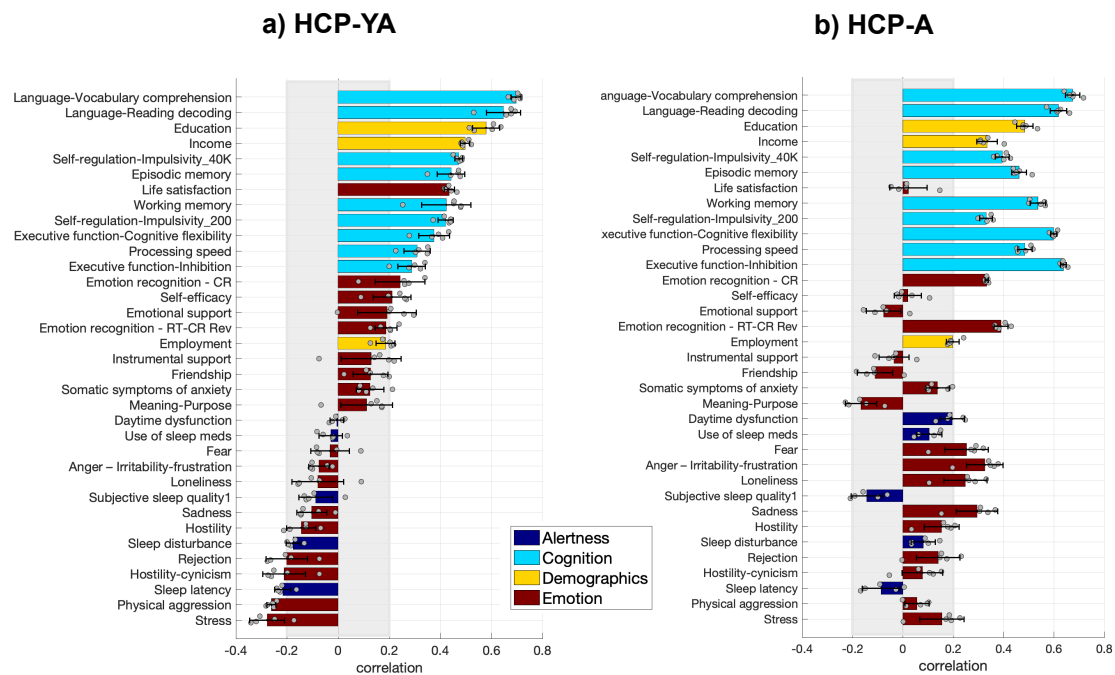 a) HCP-YA
b) HCP-A
Language-Vocabulary comprehension
Language-Reading decoding
Education
Income
Self-regulation-Impulsivity_40K
Episodic memory
Life satisfaction
Working memory
Self-regulation-Impulsivity_200
Executive function-Cognitive flexibility
Processing speed
Executive function-Inhibition
Emotion recognition - CR
Self-efficacy
Emotional support
Emotion recognition - RT-CR Rev
Employment
Instrumental support
Friendship
Somatic symptoms of anxiety
Meaning-Purpose
Daytime dysfunction
Use of sleep meds
Fear
Anger – Irritability-frustration
Loneliness
Subjective sleep quality1
Sadness
Hostility
Sleep disturbance
Rejection
Hostility-cynicism
Sleep latency
Physical aggression
Stress
-0.4 -0.2 0 0.2 0.4 0.6 0.8
correlation
Alertness
Cognition
Demographics
Emotion
anguage-Vocabulary comprehension
Language-Reading decoding
Education
Income
Self-regulation-Impulsivity_40K
Episodic memory
Life satisfaction
Working memory
Self-regulation-Impulsivity_200
xecutive function-Cognitive flexibility
Processing speed
Executive function-Inhibition
Emotion recognition - CR
Self-efficacy
Emotional support
Emotion recognition - RT-CR Rev
Employment
Instrumental support
Friendship
Somatic symptoms of anxiety
Meaning-Purpose
Daytime dysfunction
Use of sleep meds
Fear
Anger – Irritability-frustration
Loneliness
Subjective sleep quality1
Sadness
Hostility
Sleep disturbance
Rejection
Hostility-cynicism
Sleep latency
Physical aggression
Stress
-0.4 -0.2 0 0.2 0.4 0.6 0.8
correlation